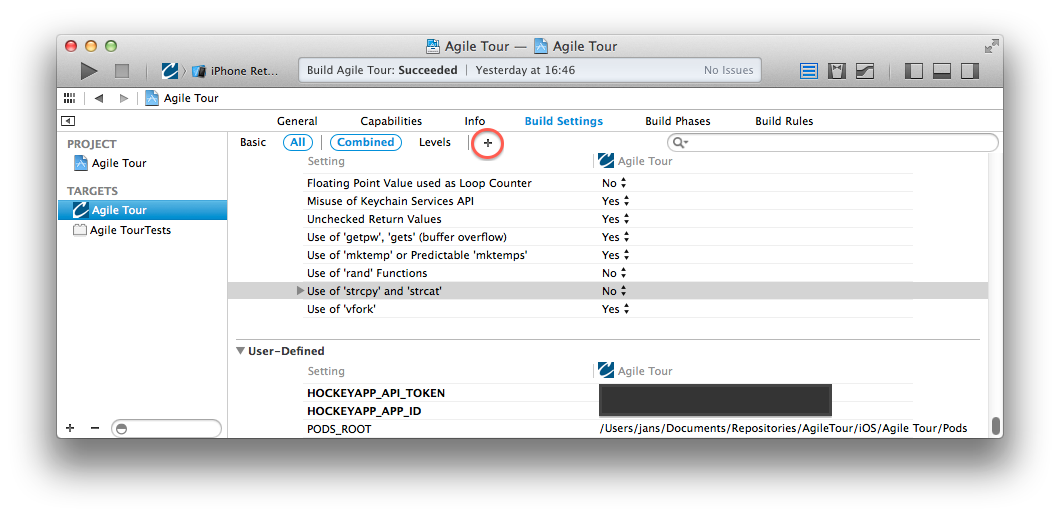 Agile Tour — Agile Tour
iPhone Ret... Build Agile Tour: Succeeded | Yesterday at 16:46 No Issues
Agile Tour
General Capabilities Info Build Settings Build Phases Build Rules
PROJECT
Agile Tour
TARGETS
Agile Tour
Agile TourTests
Basic All Combined Levels +
Setting Agile Tour
Floating Point Value used as Loop Counter No
Misuse of Keychain Services API Yes
Unchecked Return Values Yes
Use of 'getpw', 'gets' (buffer overflow) Yes
Use of 'mktemp' or Predictable 'mktemps' Yes
Use of 'rand' Functions No
Use of 'strcpy' and 'strcat' No
Use of 'vfork' Yes
User-Defined
Setting Agile Tour
HOCKEYAPP_API_TOKEN
HOCKEYAPP_APP_ID
PODS_ROOT /Users/jans/Documents/Repositories/AgileTour/iOS/Agile Tour/Pods